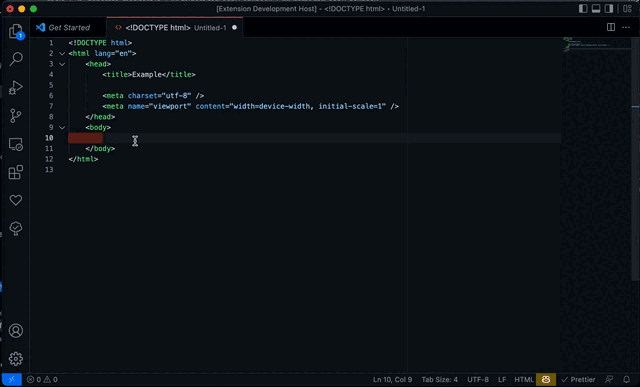 [Extension Development Host] - <!DOCTYPE html> • Untitled-1
Get Started
<!DOCTYPE html> Untitled-1
1
1 <!DOCTYPE html>
2 <html lang="en">
3 <head>
4 <title>Example</title>
5
6 <meta charset="utf-8" />
7 <meta name="viewport" content="width=device-width, initial-scale=1" />
8 </head>
9 <body>
10
11 </body>
12 </html>
13
0 0
Ln 10, Col 9 Tab Size: 4 UTF-8 LF HTML Prettier